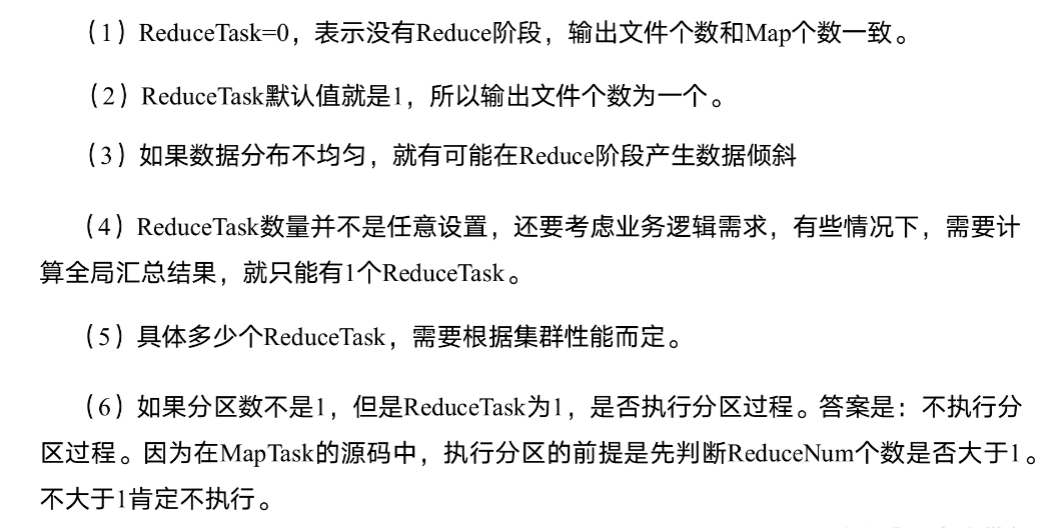 （1）ReduceTask=0，表示没有Reduce阶段，输出文件个数和Map个数一致。
（2）ReduceTask默认值就是1，所以输出文件个数为一个。
（3）如果数据分布不均匀，就有可能在Reduce阶段产生数据倾斜
（4）ReduceTask数量并不是任意设置，还要考虑业务逻辑需求，有些情况下，需要计
算全局汇总结果，就只能有1个ReduceTask。
（5）具体多少个ReduceTask，需要根据集群性能而定。
（6）如果分区数不是1，但是ReduceTask为1，是否执行分区过程。答案是：不执行分
区过程。因为在MapTask的源码中，执行分区的前提是先判断ReduceNum个数是否大于1。
不大于1肯定不执行。